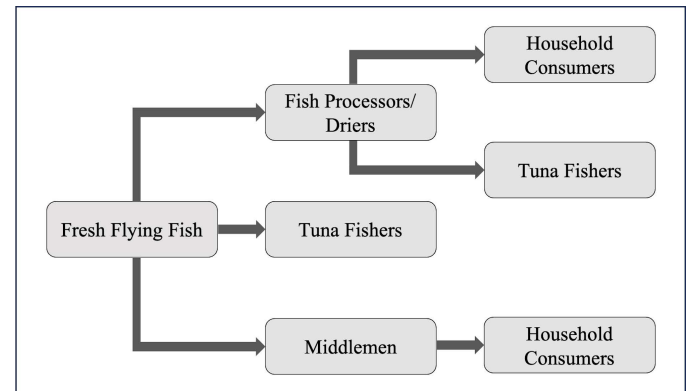 Household
Consumers
Fish Processors/
Driers
Tuna Fishers
Fresh Flying Fish
Tuna Fishers
Middlemen
Household
Consumers